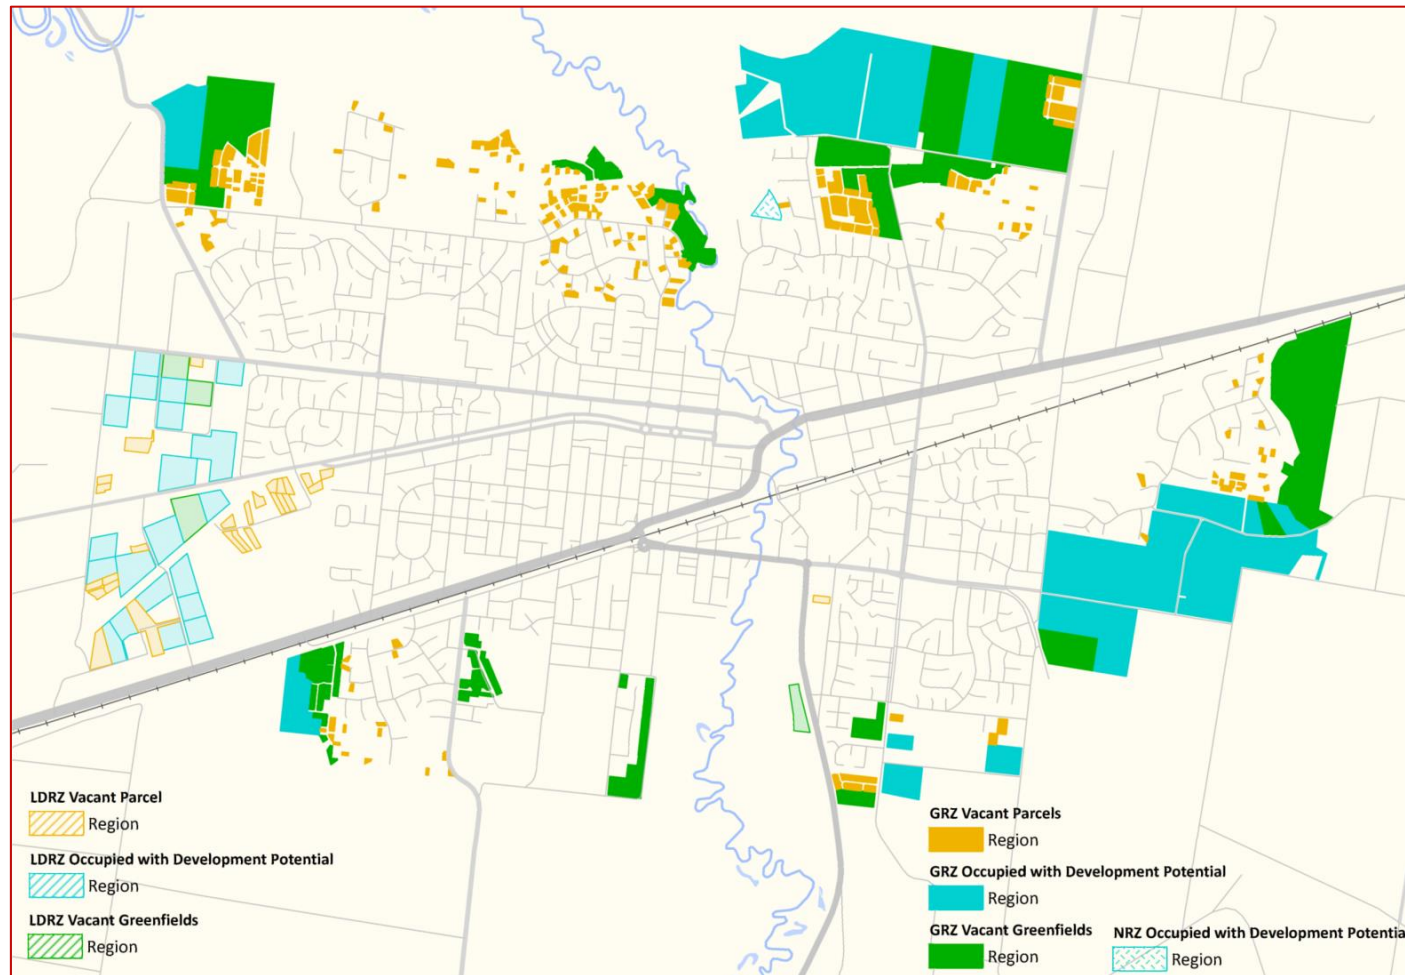 LDRZ Vacant Parcel
Region
LDRZ Occupied with Development Potential
Region
LDRZ Vacant Greenfields
Region
GRZ Vacant Parcels
Region
GRZ Occupied with Development Potential
Region
GRZ Vacant Greenfields
Region
NRZ Occupied with Development Potential
Region